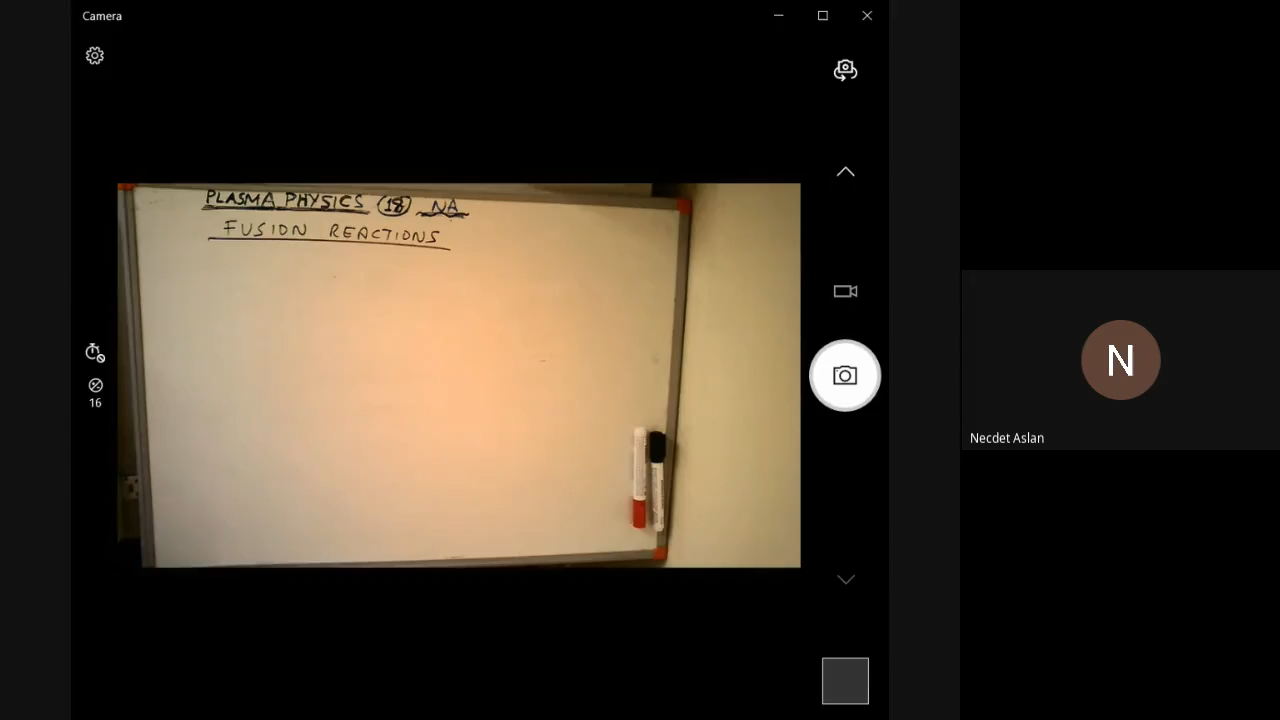 Camera
PLASMA PHYSICS 18 NA
FUSION REACTIONS
16
N
Necdet Aslan